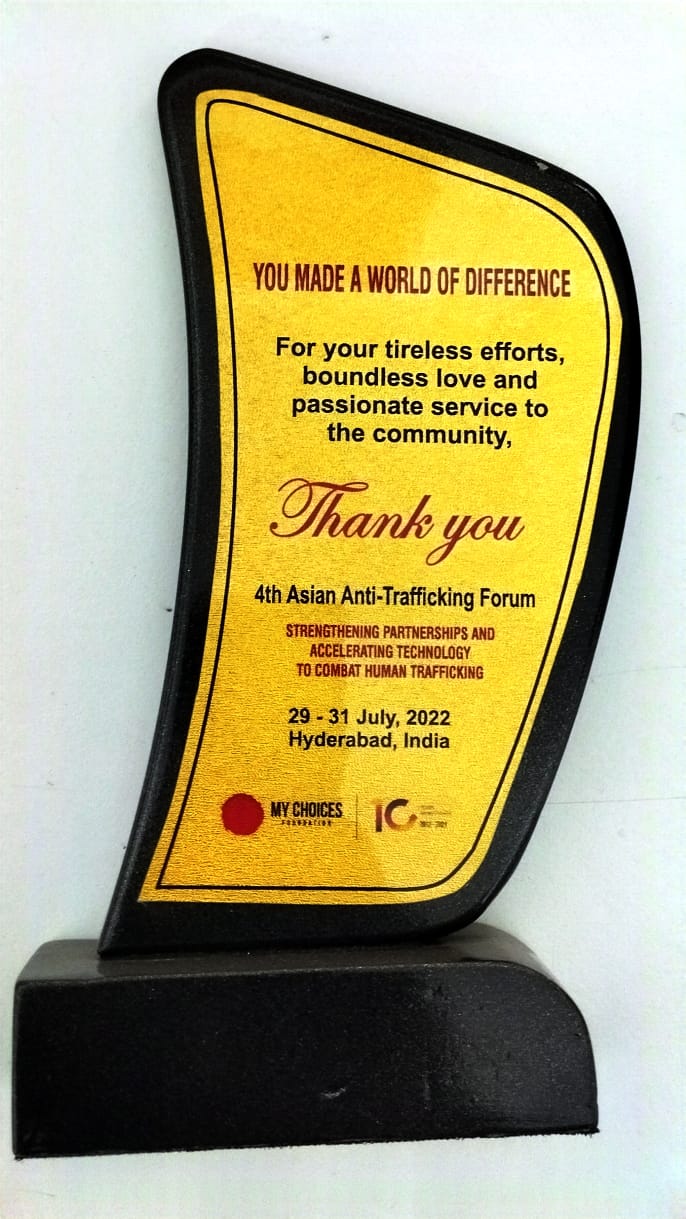 YOU MADE A WORLD OF DIFFERENCE
For your tireless efforts,
boundless love and
passionate service to
the community,
Thank you
4th Asian Anti-Trafficking Forum
STRENGTHENING PARTNERSHIPS AND
ACCELERATING TECHNOLOGY
TO COMBAT HUMAN TRAFFICKING
29 - 31 July, 2022
Hyderabad, India
MY CHOICES
FOUNDATION
10